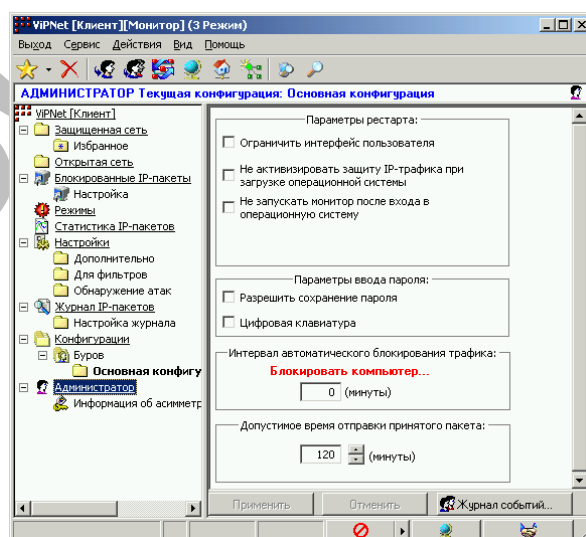 ViPNet [Клиент][Монитор] (3 Режим)
Выход Сервис Действия Вид Помощь
АДМИНИСТРАТОР Текущая конфигурация: Основная конфигурация
ViPNet [Клиент]
Защищенная сеть
Избранное
Открытая сеть
Блокированные IP-пакеты
Настройка
Режимы
Статистика IP-пакетов
Настройки
Дополнительно
Для фильтров
Обнаружение атак
Журнал IP-пакетов
Настройка журнала
Конфигурации
Буров
Основная конфигу
Администратор
Информация об асимметр
Параметры рестарта:
Ограничить интерфейс пользователя
Не активизировать защиту IP-трафика при
загрузке операционной системы
Не запускать монитор после входа в
операционную систему
Параметры ввода пароля:
Разрешить сохранение пароля
Цифровая клавиатура
Интервал автоматического блокирования трафика:
Блокировать компьютер...
0 (минуты)
Допустимое время отправки принятого пакета:
120 (минуты)
Применить Отменить Журнал событий...